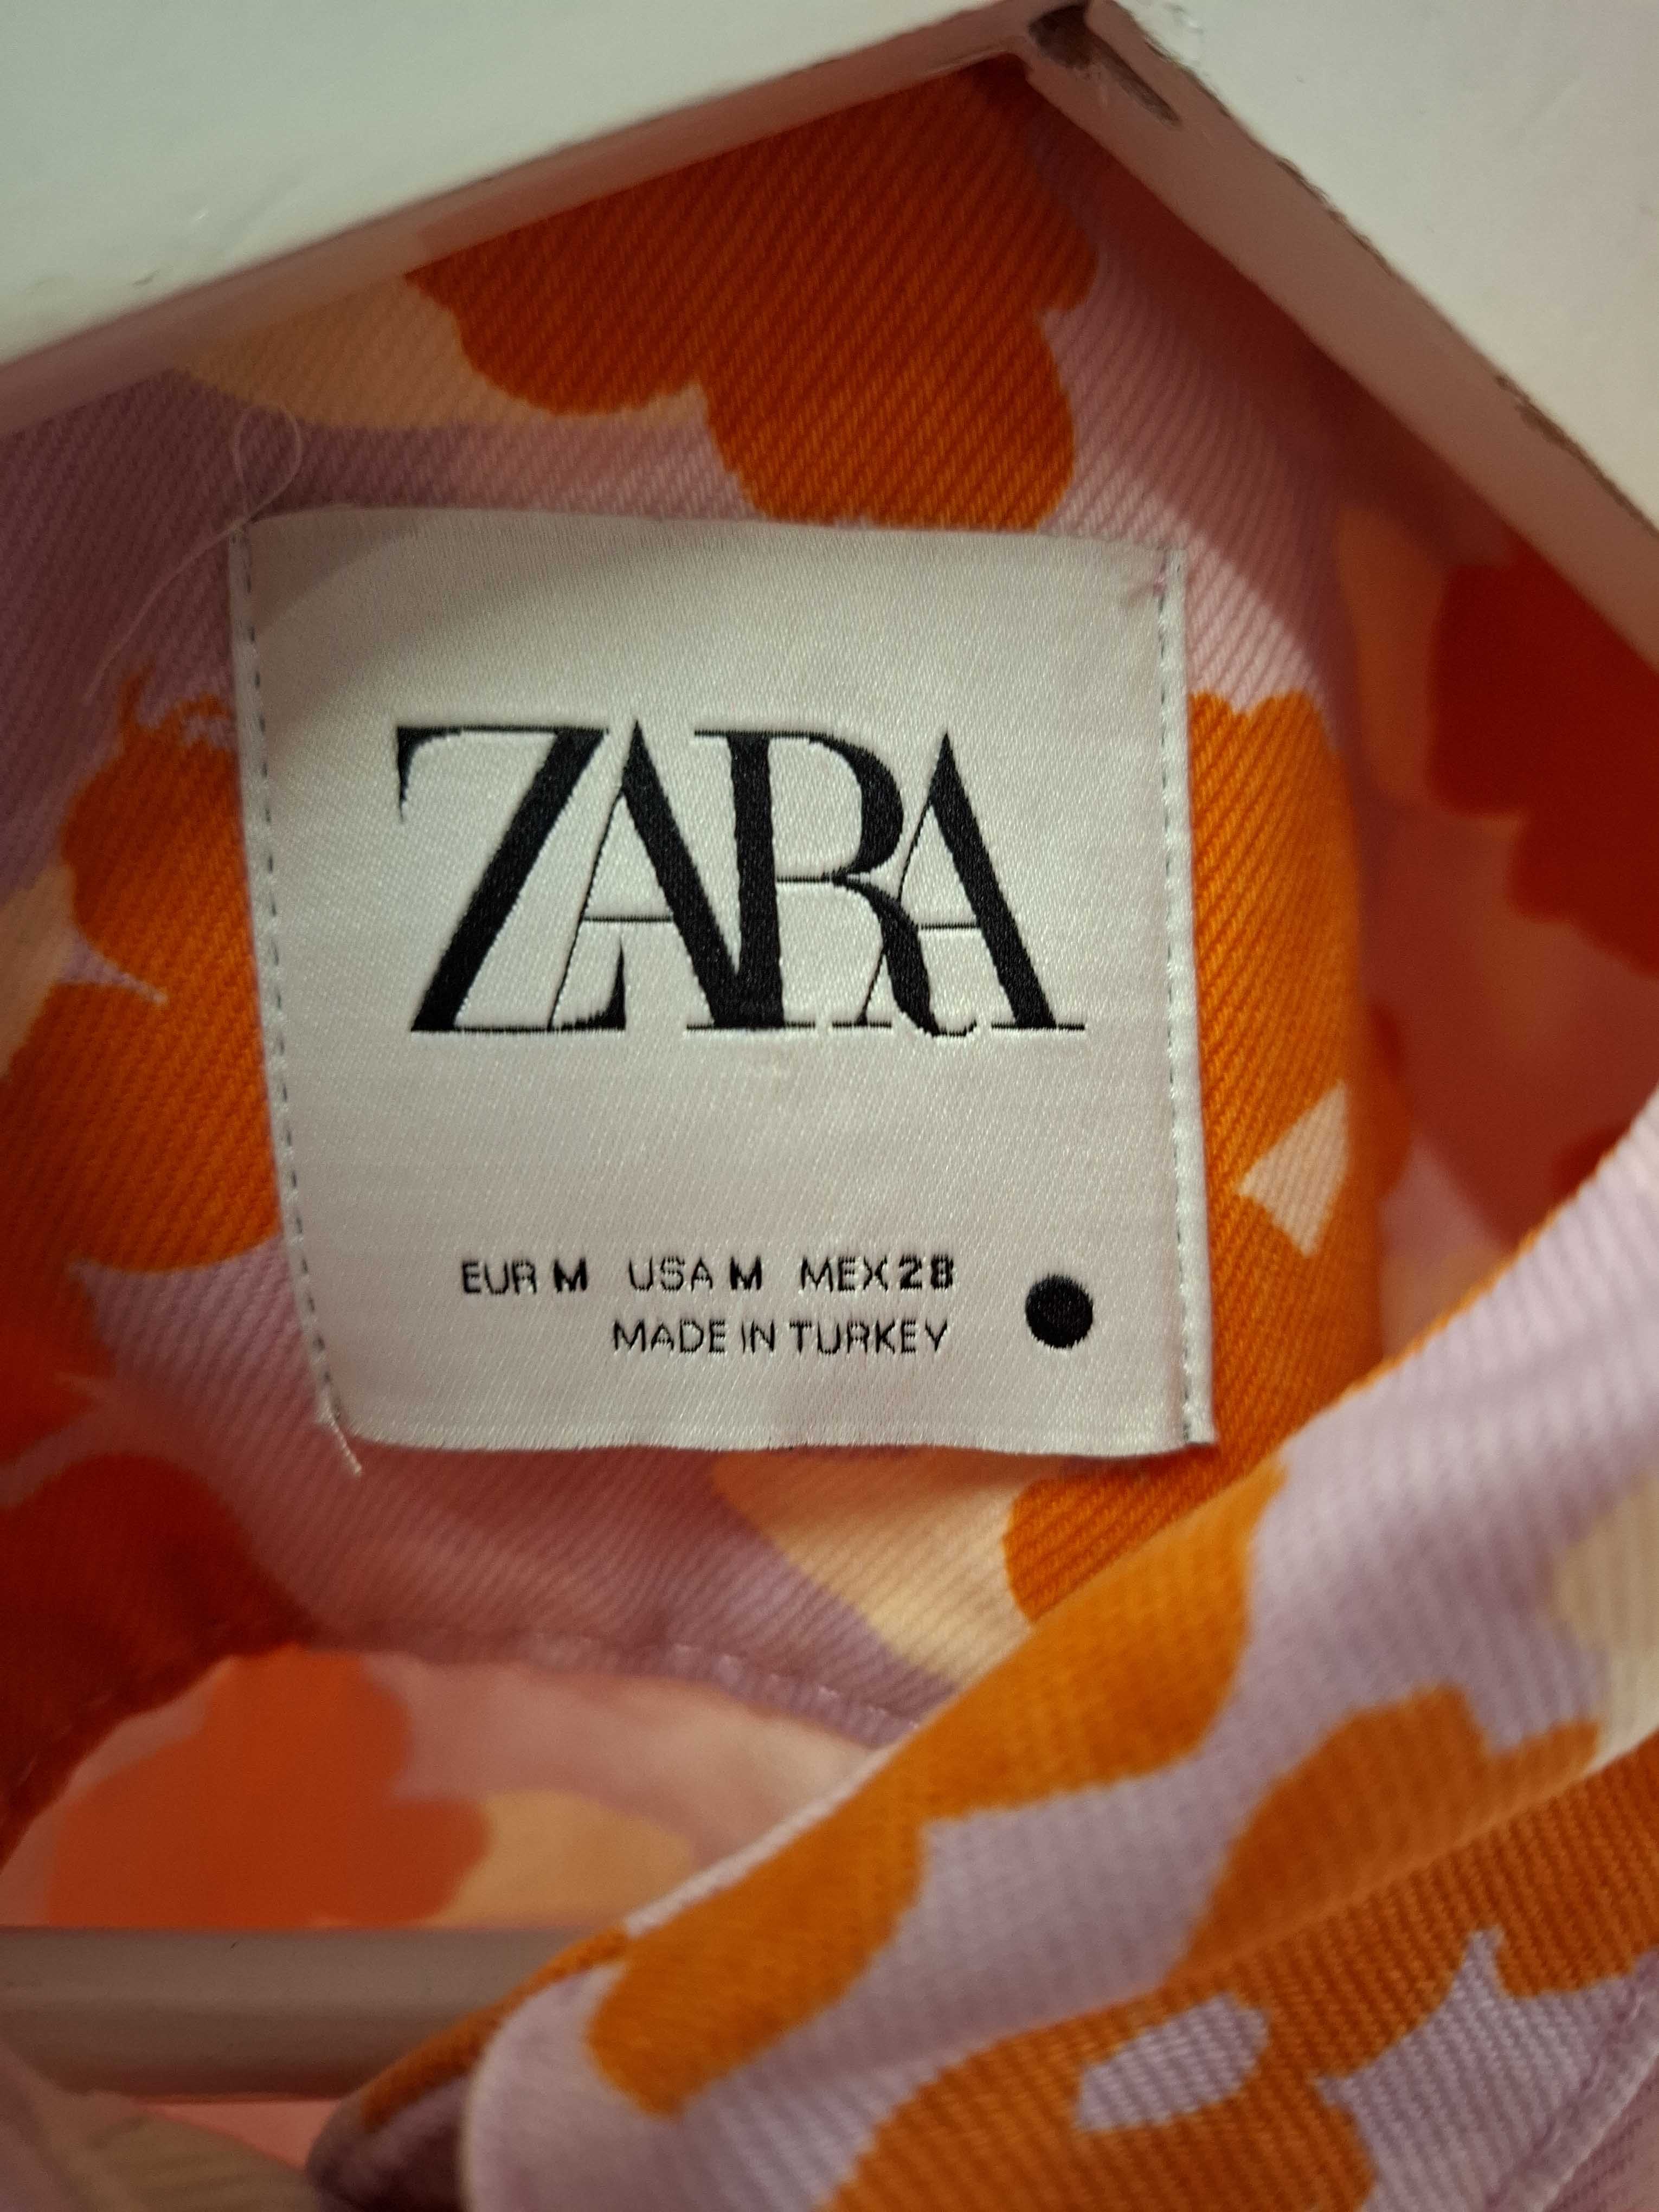 ZARA
EUR M USA M MEX 28
MADE IN TURKEY